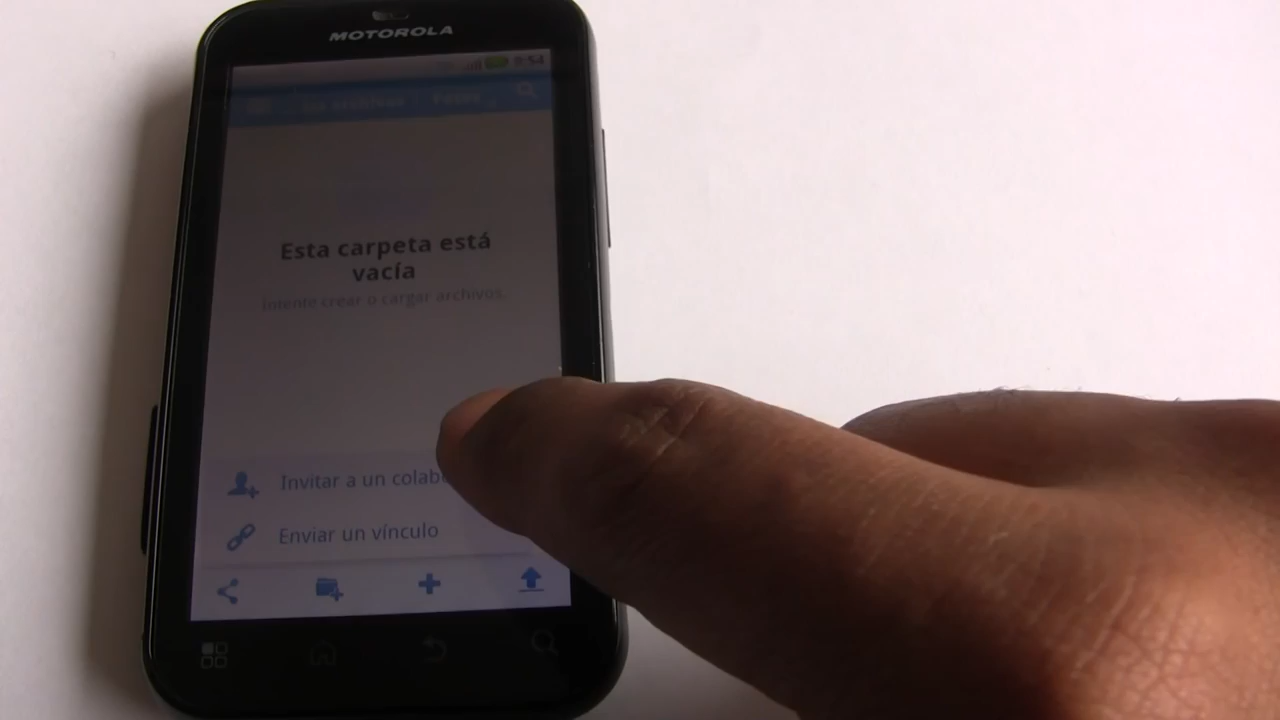 MOTOROLA
Esta carpeta está
vacía
Intente crear o cargar archivos.
Invitar a un colab
Enviar un vínculo